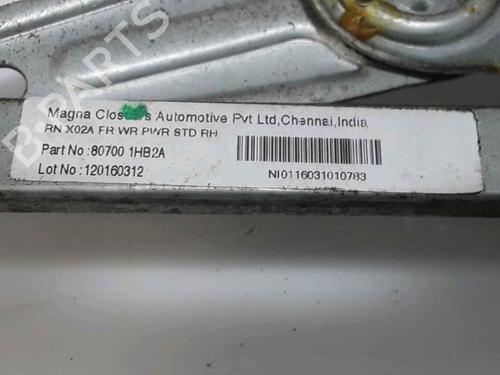 B-PARTS
Magna Closures Automotive Pvt Ltd,Chennai,India
RN X02A FR WR PWR STD RH
Part No : 80700 1HB2A
Lot No : 120160312
NI0116031010783